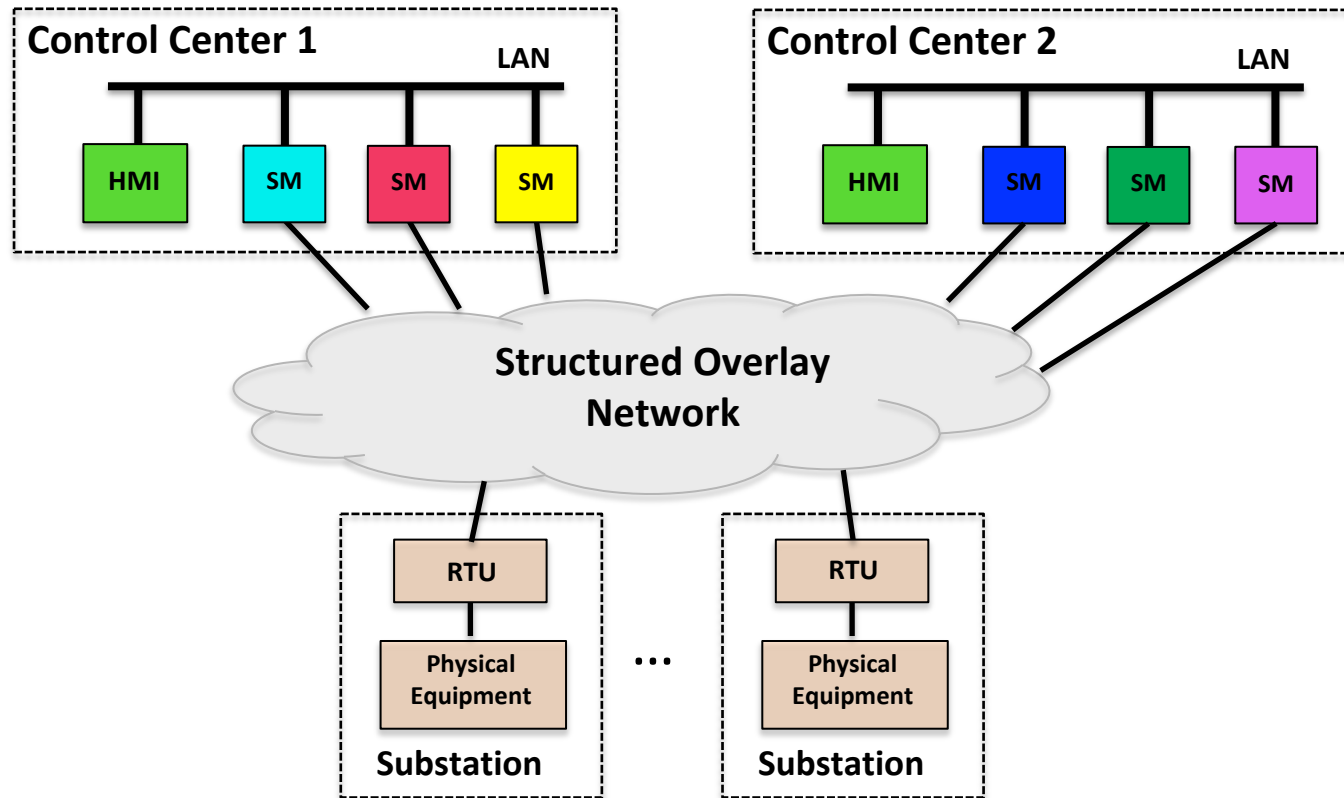 Control Center 1
LAN
HMI
SM
SM
SM
Control Center 2
LAN
HMI
SM
SM
SM
Structured Overlay
Network
RTU
Physical
Equipment
Substation
...
RTU
Physical
Equipment
Substation